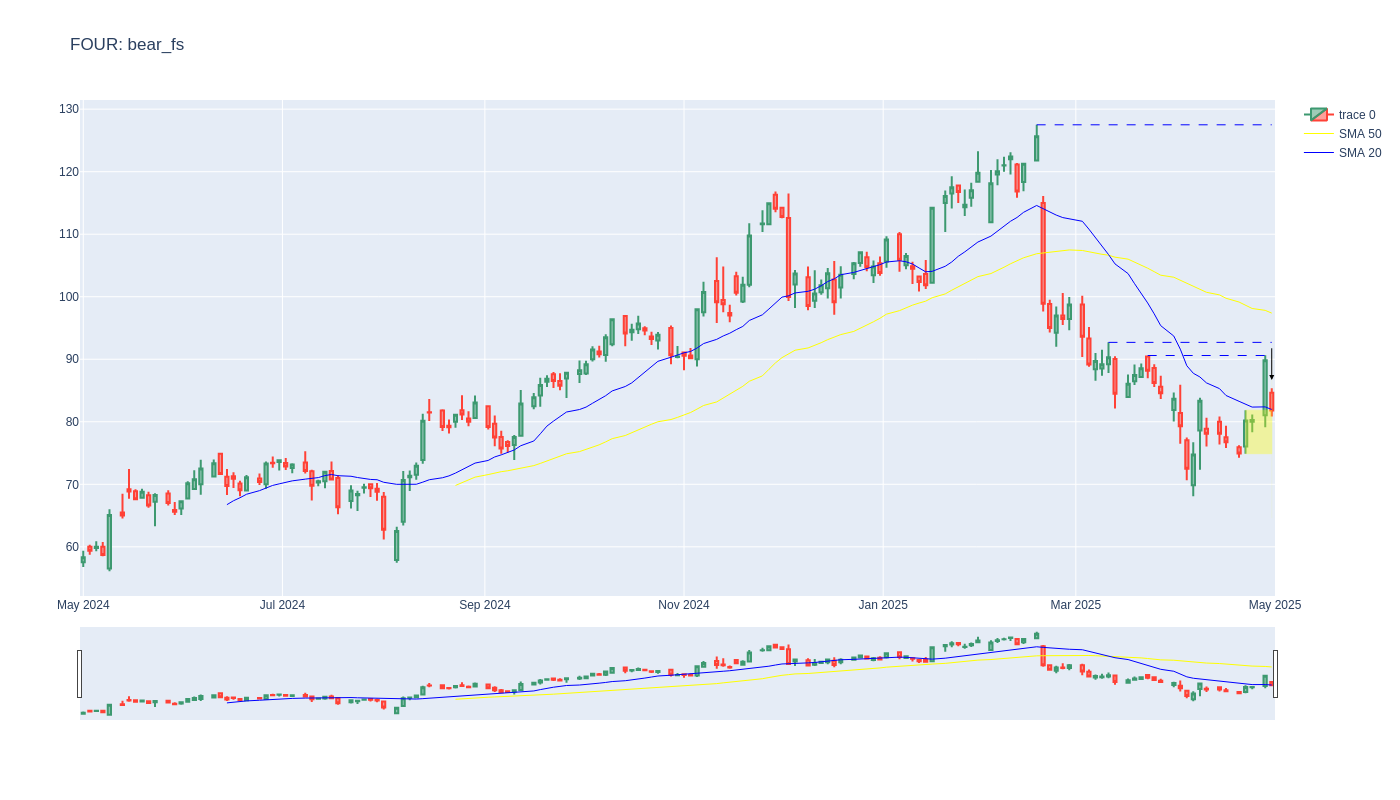 FOUR: bear_fs
130
120
110
100
90
80
70
60
May 2024
Jul 2024
Sep 2024
Nov 2024
Jan 2025
Mar 2025
May 2025
trace 0
SMA 50
SMA 20